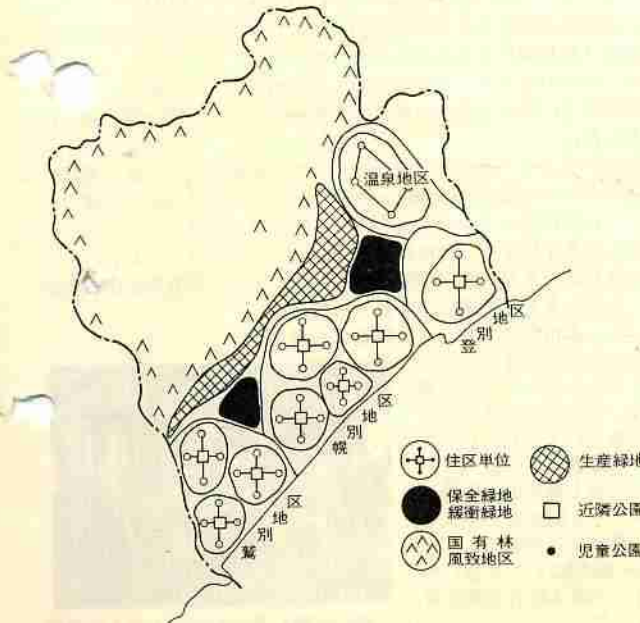 温泉地区
登別地区
幌別地区
鷲別地区
住区単位
生産緑地
保全緑地
緩衝緑地
近隣公園
国有林
風致地区
児童公園